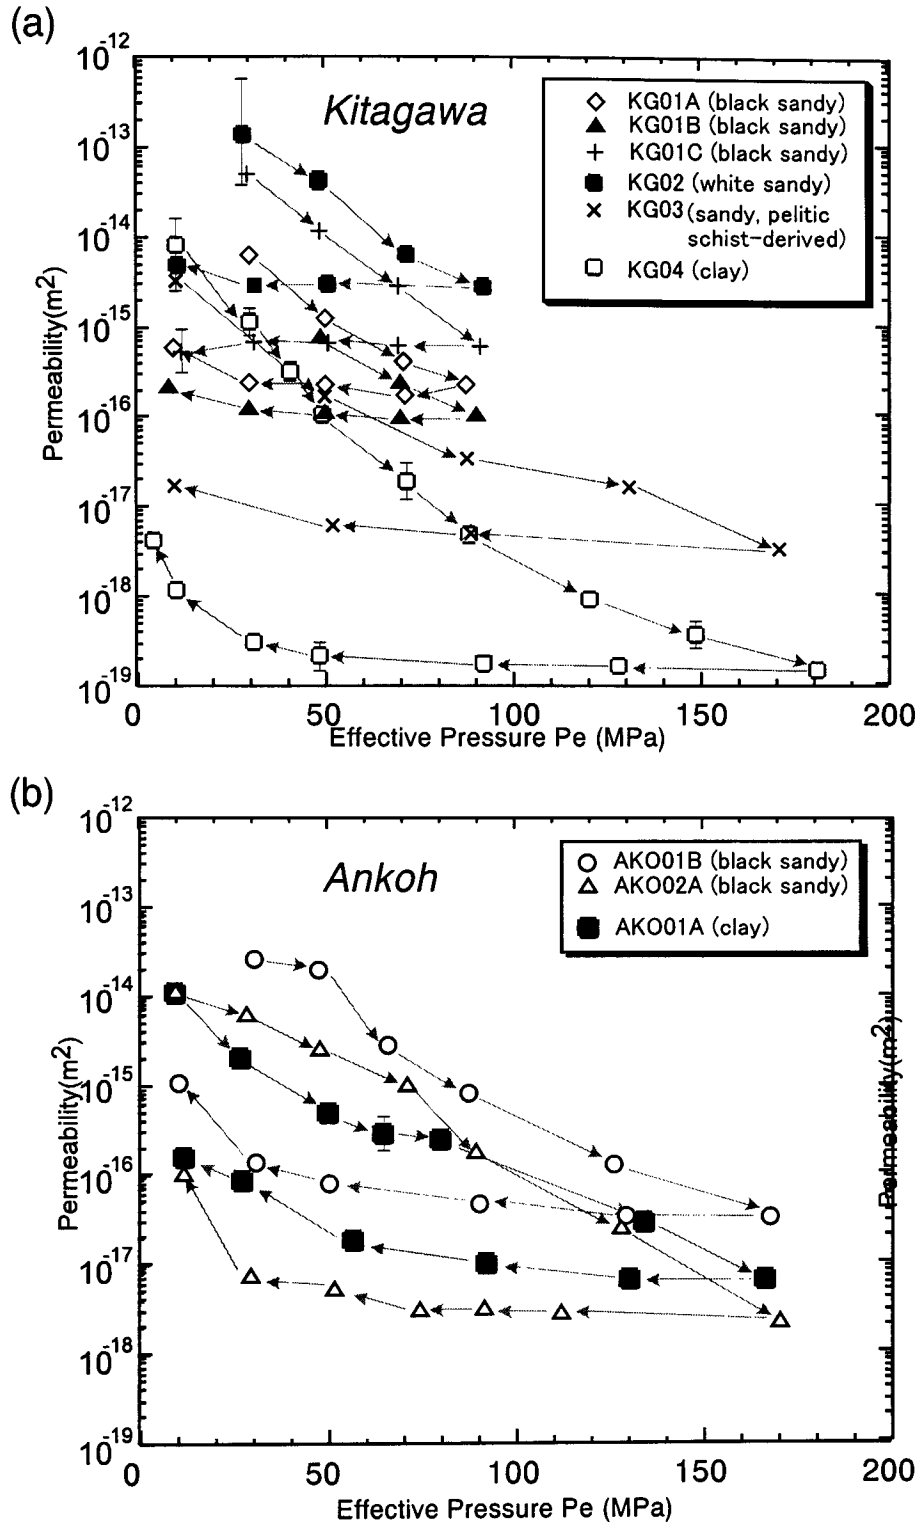 (a)
Kitagawa
KG01A (black sandy)
KG01B (black sandy)
KG01C (black sandy)
KG02 (white sandy)
KG03 (sandy, pelitic
schist-derived)
KG04 (clay)
10⁻¹²
10⁻¹³
10⁻¹⁴
10⁻¹⁵
10⁻¹⁶
10⁻¹⁷
10⁻¹⁸
10⁻¹⁹
Permeability(m²)
0 50 100 150 200
Effective Pressure Pe (MPa)
(b)
Ankoh
AKO01B (black sandy)
AKO02A (black sandy)
AKO01A (clay)
10⁻¹²
10⁻¹³
10⁻¹⁴
10⁻¹⁵
10⁻¹⁶
10⁻¹⁷
10⁻¹⁸
10⁻¹⁹
Permeability(m²)
Permeability(m²)
0 50 100 150 200
Effective Pressure Pe (MPa)